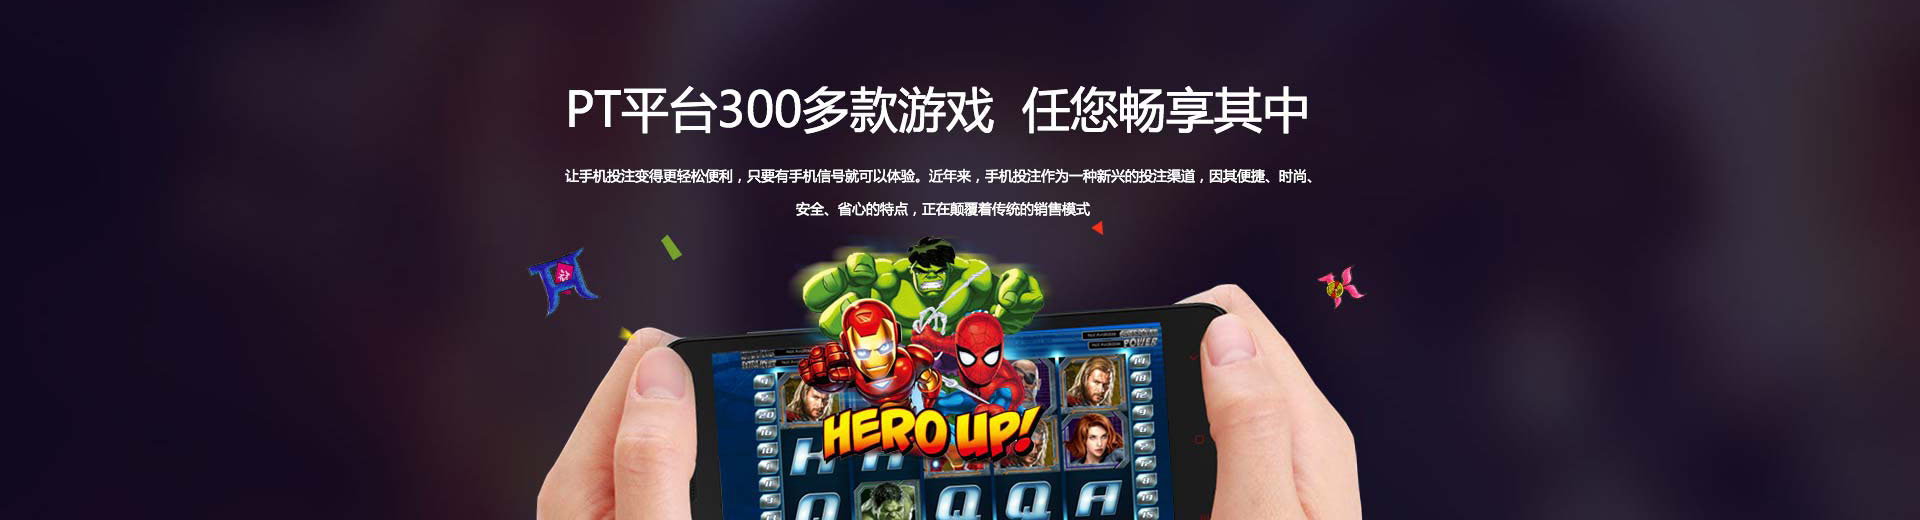 PT平台300多款游戏 任您畅享其中
让手机投注变得更轻松便利，只要有手机信号就可以体验。近年来，手机投注作为一种新兴的投注渠道，因其便捷、时尚、
安全、省心的特点，正在颠覆着传统的销售模式
POWER
HERO UP!
Q Q A